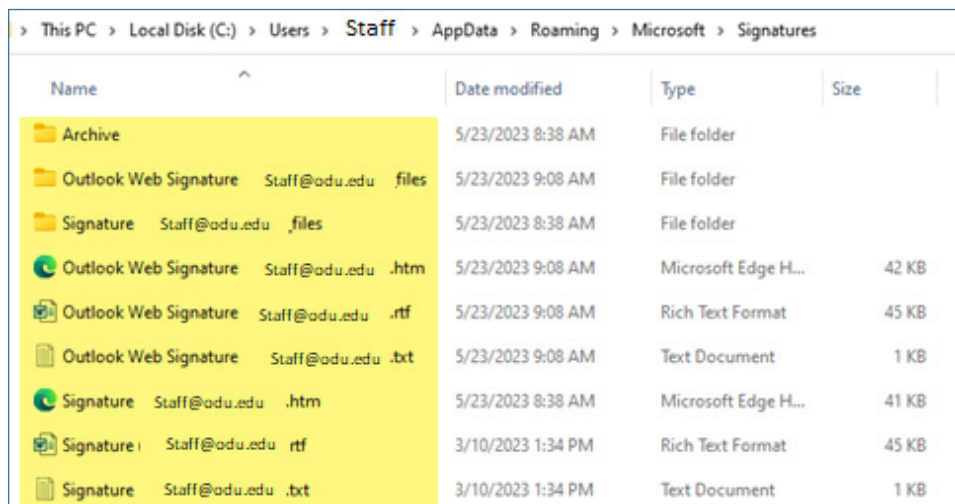 > This PC > Local Disk (C:) > Users > Staff > AppData > Roaming > Microsoft > Signatures
Name Date modified Type Size
Archive 5/23/2023 8:38 AM File folder
Outlook Web Signature Staff@odu.edu _files 5/23/2023 9:08 AM File folder
Signature Staff@odu.edu _files 5/23/2023 8:38 AM File folder
Outlook Web Signature Staff@odu.edu .htm 5/23/2023 9:08 AM Microsoft Edge H... 42 KB
Outlook Web Signature Staff@odu.edu .rtf 5/23/2023 9:08 AM Rich Text Format 45 KB
Outlook Web Signature Staff@odu.edu .txt 5/23/2023 9:08 AM Text Document 1 KB
Signature Staff@odu.edu .htm 5/23/2023 8:38 AM Microsoft Edge H... 41 KB
Signature ( Staff@odu.edu rtf 3/10/2023 1:34 PM Rich Text Format 45 KB
Signature Staff@odu.edu .txt 3/10/2023 1:34 PM Text Document 1 KB